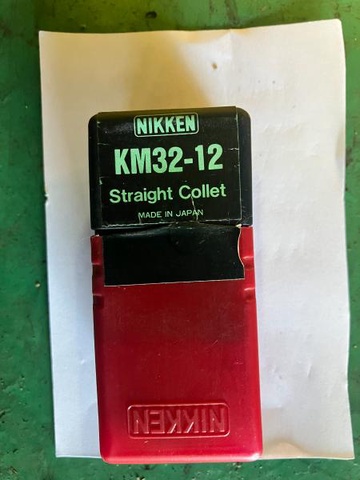 NIKKEN
KM32-12
Straight Collet
MADE IN JAPAN
NIKKEN